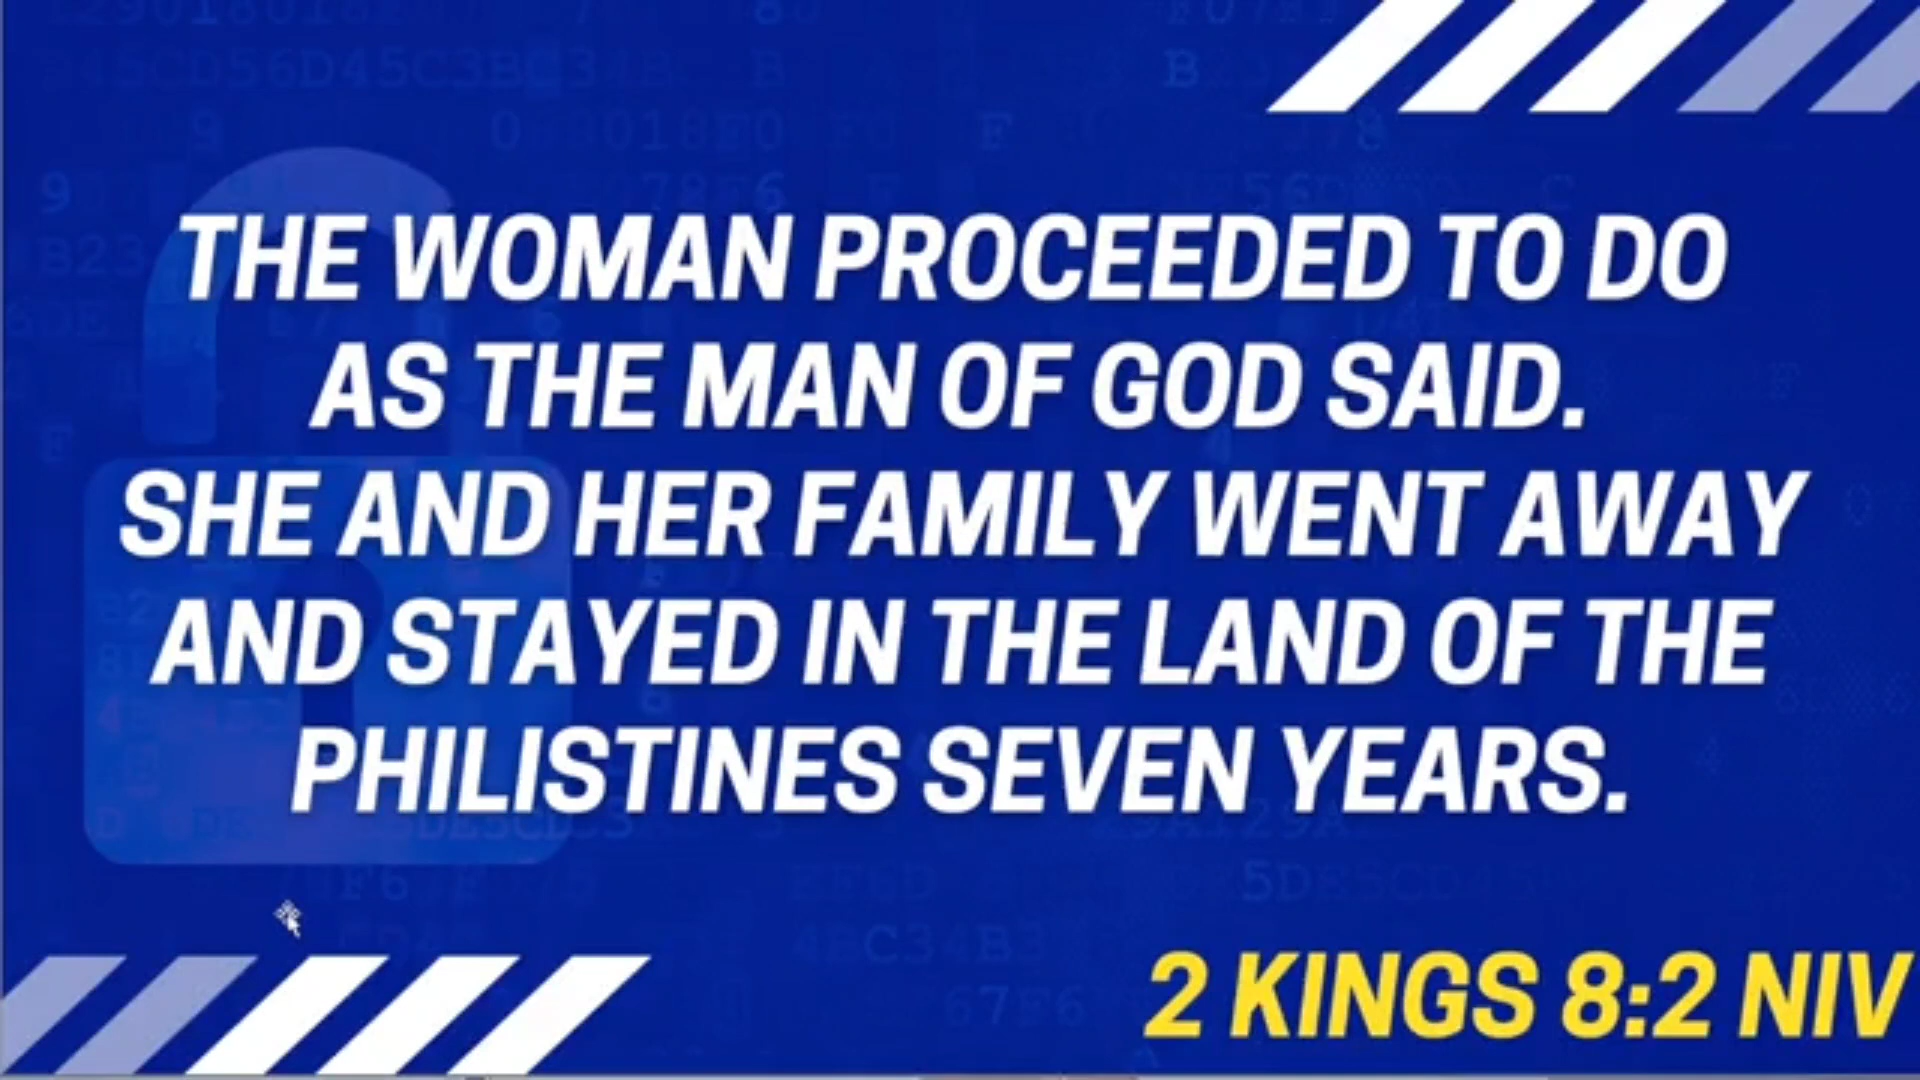 THE WOMAN PROCEEDED TO DO
AS THE MAN OF GOD SAID.
SHE AND HER FAMILY WENT AWAY
AND STAYED IN THE LAND OF THE
PHILISTINES SEVEN YEARS.
2 KINGS 8:2 NIV